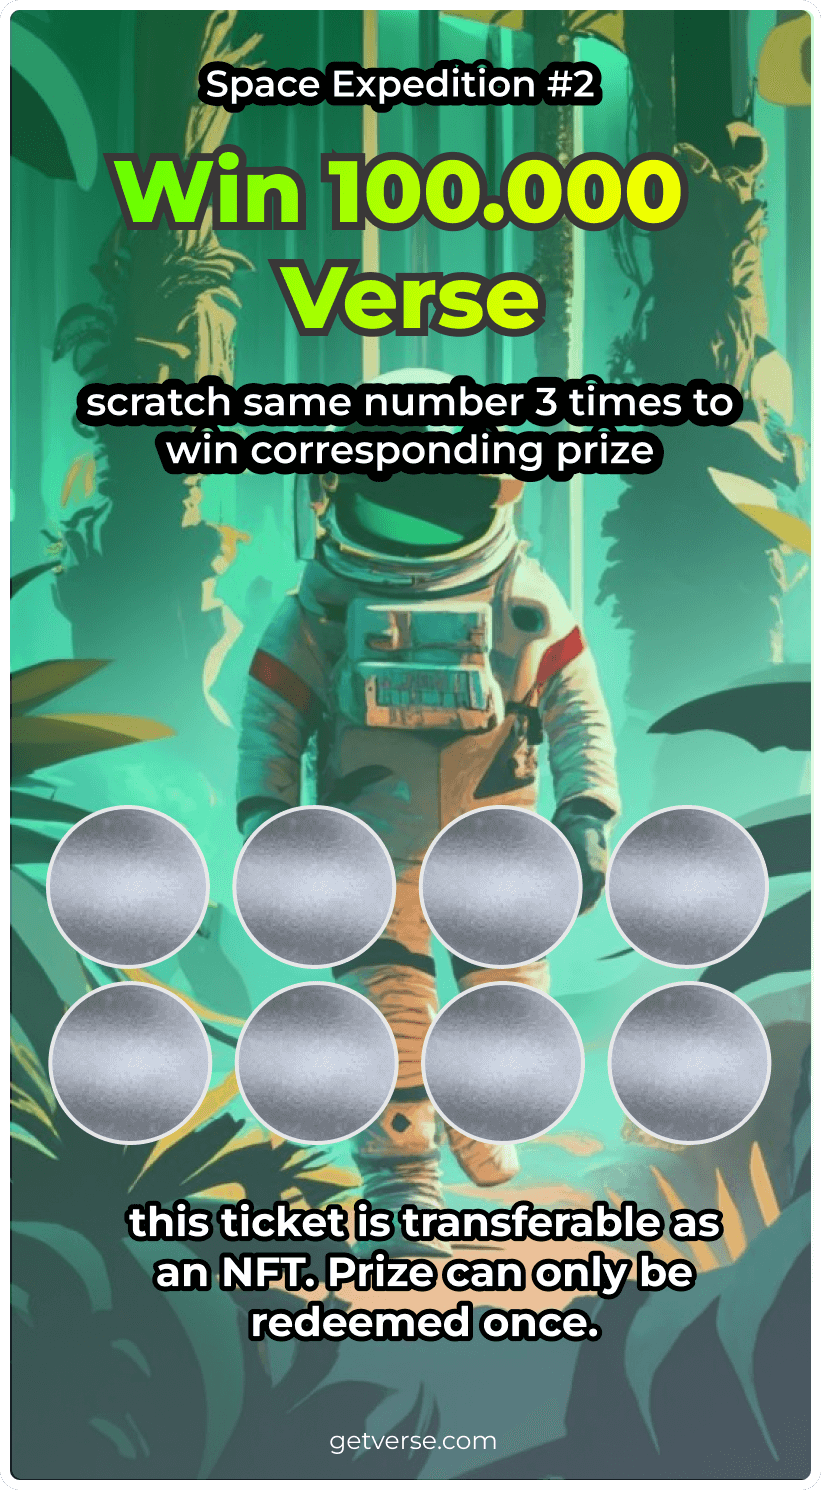 Space Expedition #2
Win 100.000
Verse
scratch same number 3 times to
win corresponding prize
this ticket is transferable as
an NFT. Prize can only be
redeemed once.
getverse.com